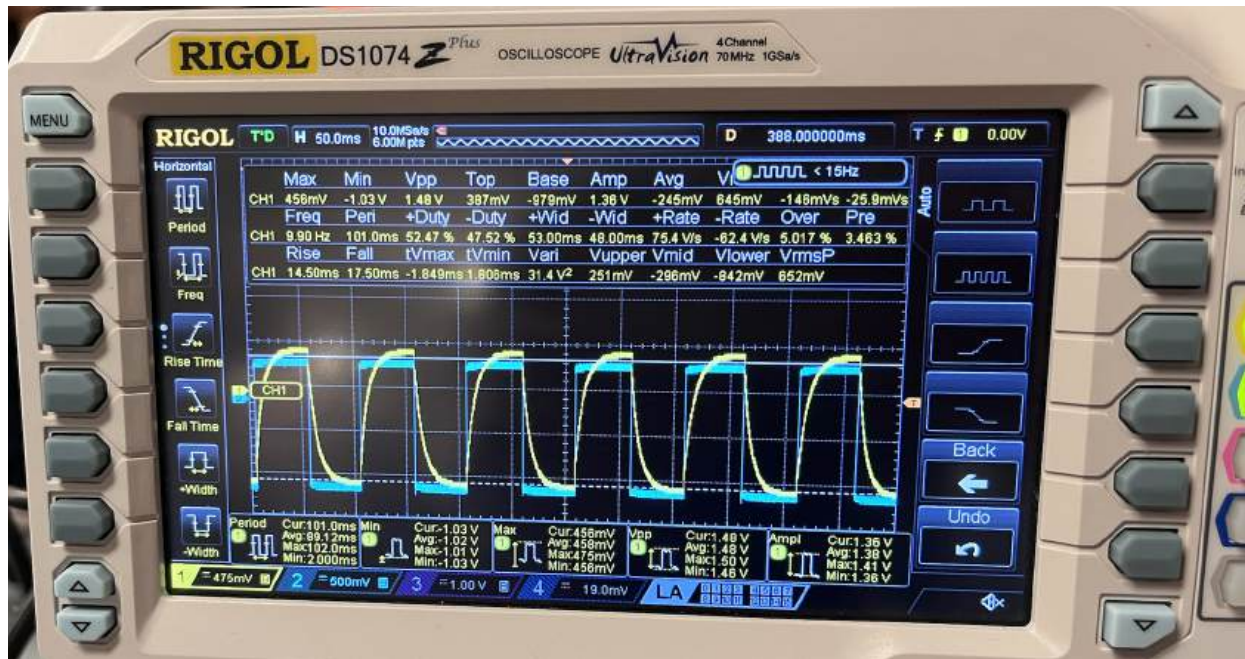 RIGOL DS1074 Z Plus OSCILLOSCOPE UltraVision 4 Channel 70MHz 1GSa/s
MENU
RIGOL T'D H 50.0ms 10.0MSa/s 6.00M pts D 388.000000ms T 1 0.00V
Horizontal
1 < 15Hz
Max Min Vpp Top Base Amp Avg
CH1 456mV -1.03 V 1.48 V 387mV -979mV 1.36 V -245mV 645mV -146mVs -25.9mVs
Freq Peri +Duty -Duty +Wid -Wid +Rate -Rate Over Pre
CH1 9.90 Hz 101.0ms 52.47 % 47.52 % 53.00ms 48.00ms 75.4 V/s -62.4 V/s 5.017 % 3.463 %
Rise Fall tVmax tVmin Vari Vupper Vmid Vlower VrmsP
CH1 14.50ms 17.50ms -1.849ms 1.806ms 31.4 V² 251mV -296mV -842mV 652mV
Period
Freq
Rise Time
Fall Time
+Width
-Width
Auto
CH1
T
Back
Undo
Period Cur:101.0ms Avg:89.12ms Max:102.0ms Min:2.000ms
Min Cur:-1.03 V Avg:-1.02 V Max:-1.01 V Min:-1.03 V
Max Cur:456mV Avg:458mV Max:475mV Min:456mV
Vpp Cur:1.48 V Avg:1.48 V Max:1.50 V Min:1.46 V
Ampl Cur:1.36 V Avg:1.38 V Max:1.41 V Min:1.36 V
1 = 475mV 2 = 500mV 3 = 1.00 V 4 = 19.0mV LA